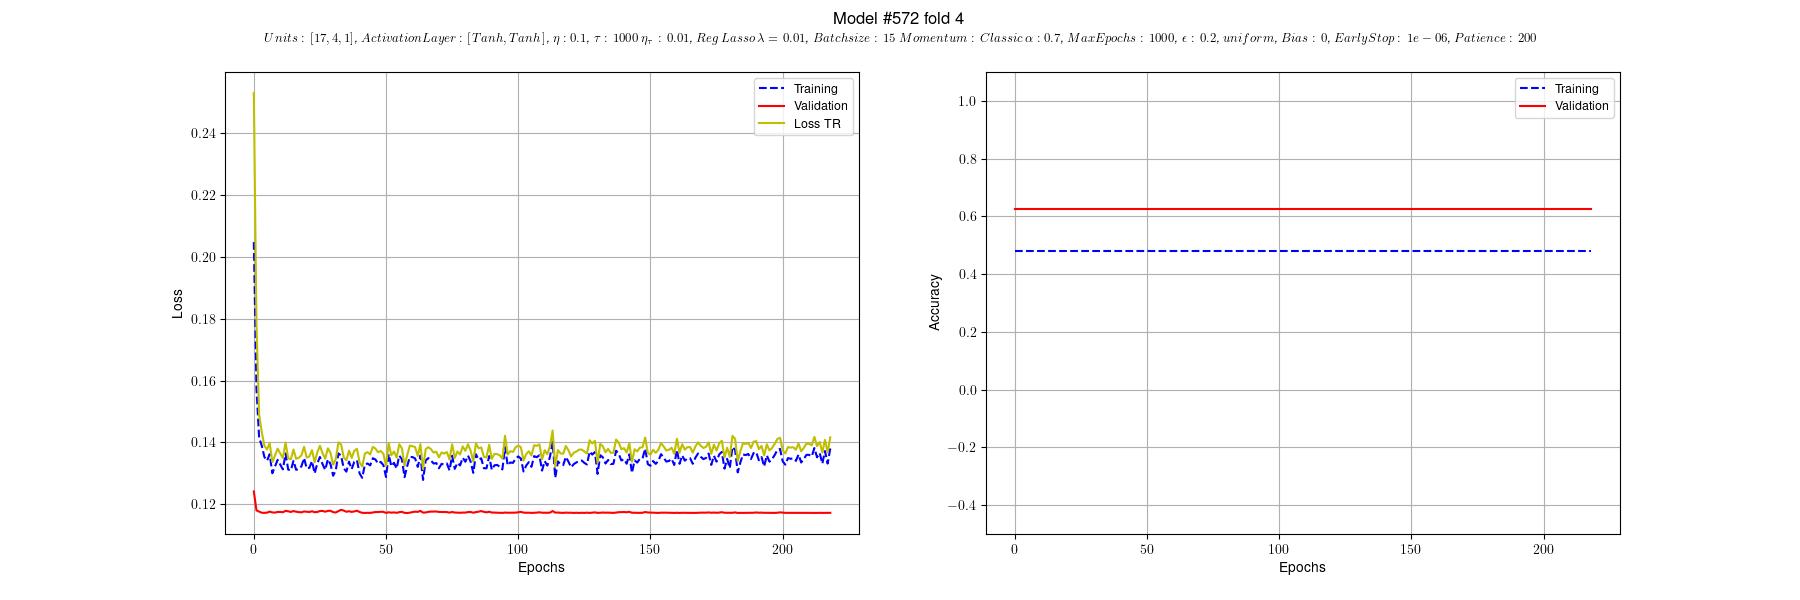 Model #572 fold 4
Units : [17, 4, 1], ActivationLayer : [Tanh, Tanh], η : 0.1, τ : 1000 ητ : 0.01, Reg Lasso λ = 0.01, Batchsize : 15 Momentum : Classic α : 0.7, MaxEpochs : 1000, ϵ : 0.2, uniform, Bias : 0, EarlyStop : 1e − 06, Patience : 200
Training
Validation
Loss TR
0.24
0.22
0.20
0.18
0.16
0.14
0.12
Loss
0
50
100
150
200
Epochs
Training
Validation
1.0
0.8
0.6
0.4
0.2
0.0
−0.2
−0.4
Accuracy
0
50
100
150
200
Epochs